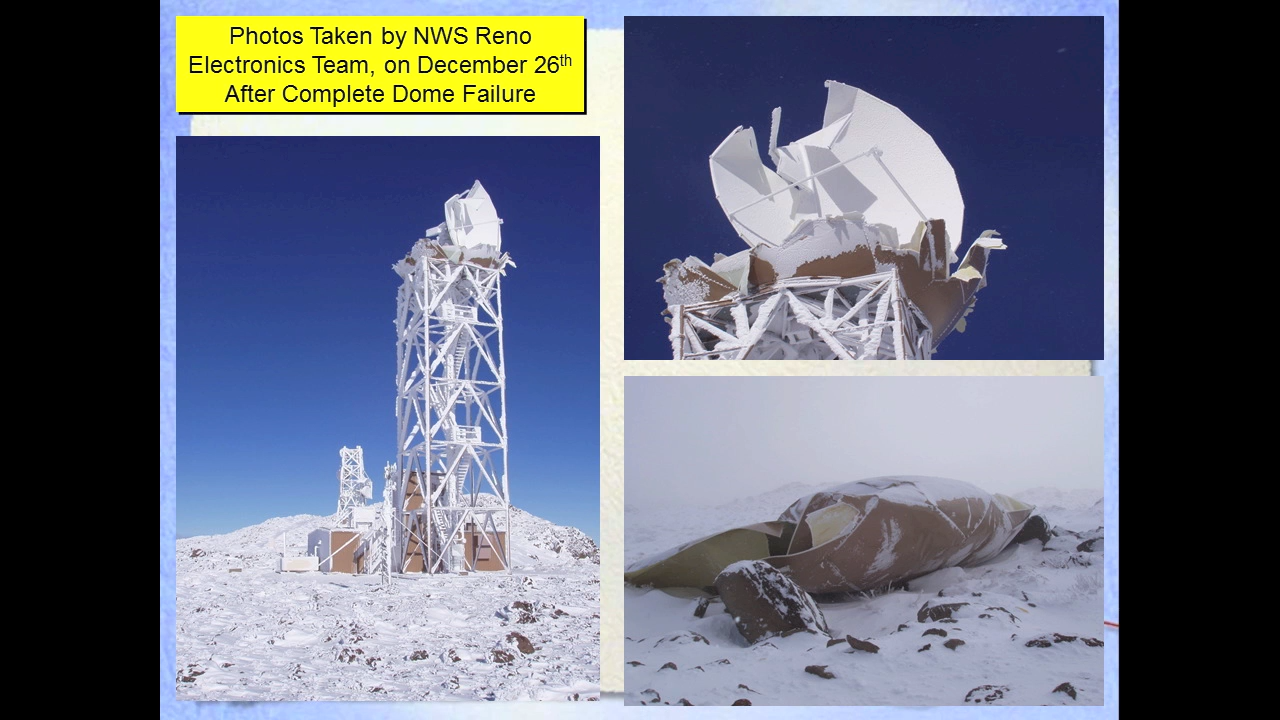 Photos Taken by NWS Reno
Electronics Team, on December 26th
After Complete Dome Failure